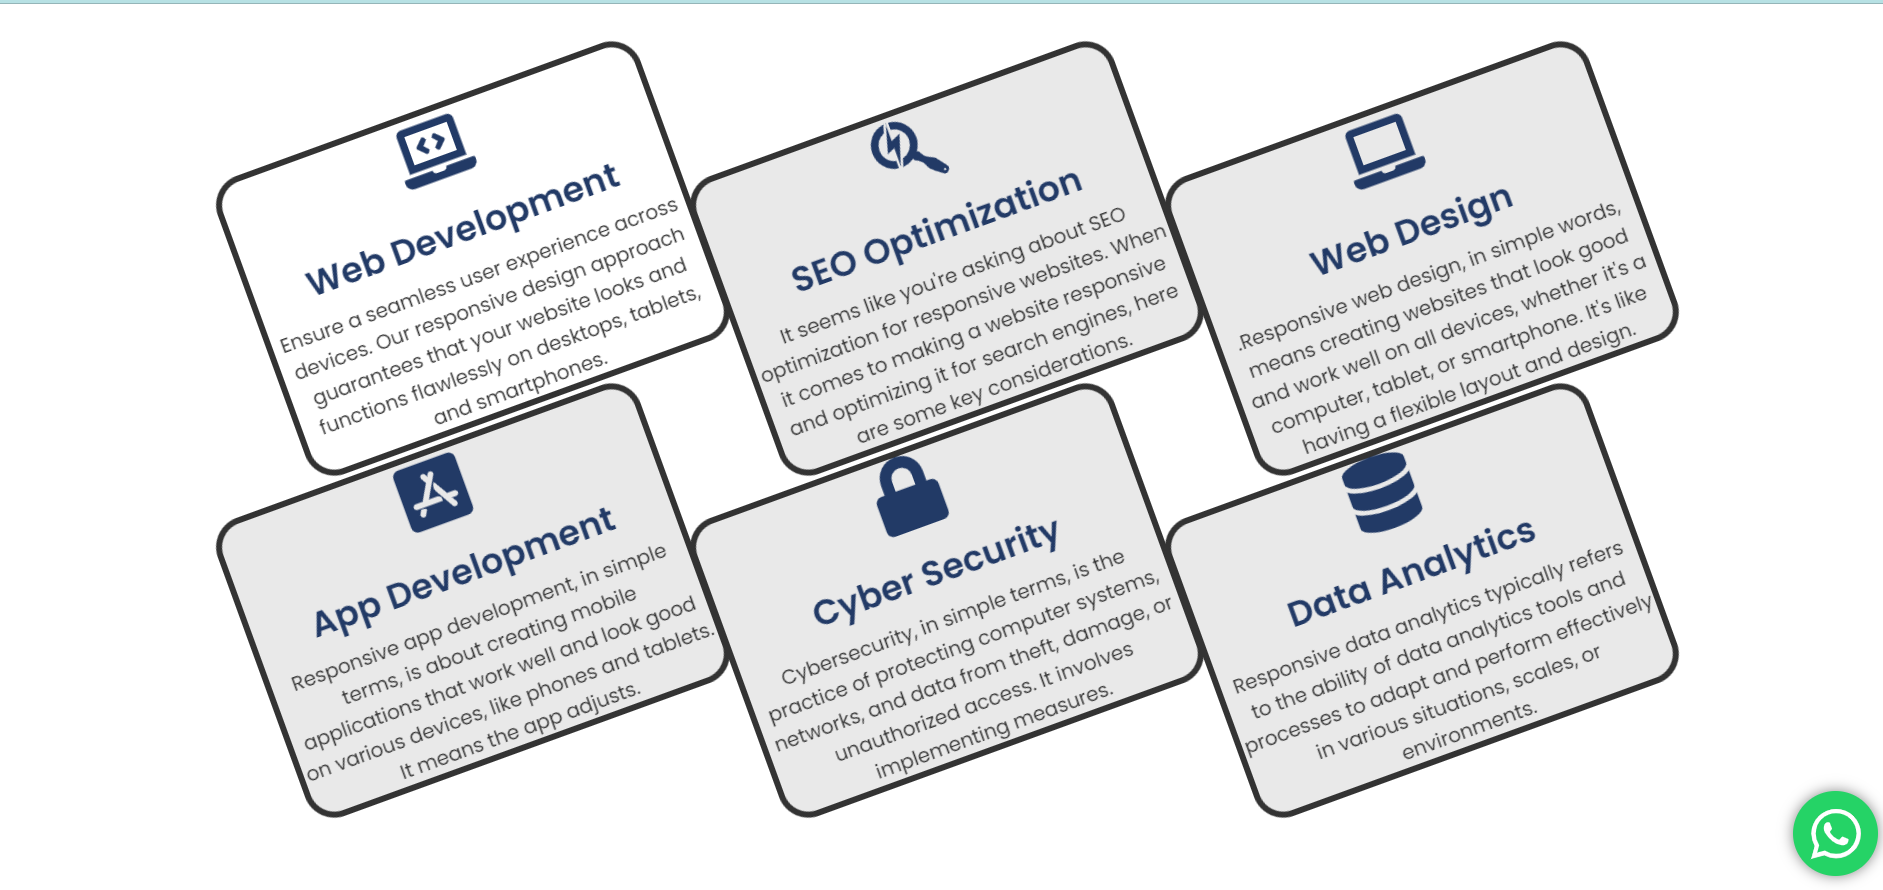 Web Development
Ensure a seamless user experience across
devices. Our responsive design approach
guarantees that your website looks and
functions flawlessly on desktops, tablets,
and smartphones.
SEO Optimization
It seems like you're asking about SEO
optimization for responsive websites. When
it comes to making a website responsive
and optimizing it for search engines, here
are some key considerations.
Web Design
.Responsive web design, in simple words,
means creating websites that look good
and work well on all devices, whether it's a
computer, tablet, or smartphone. It's like
having a flexible layout and design.
App Development
Responsive app development, in simple
terms, is about creating mobile
applications that work well and look good
on various devices, like phones and tablets.
It means the app adjusts.
Cyber Security
Cybersecurity, in simple terms, is the
practice of protecting computer systems,
networks, and data from theft, damage, or
unauthorized access. It involves
implementing measures.
Data Analytics
Responsive data analytics typically refers
to the ability of data analytics tools and
processes to adapt and perform effectively
in various situations, scales, or
environments.